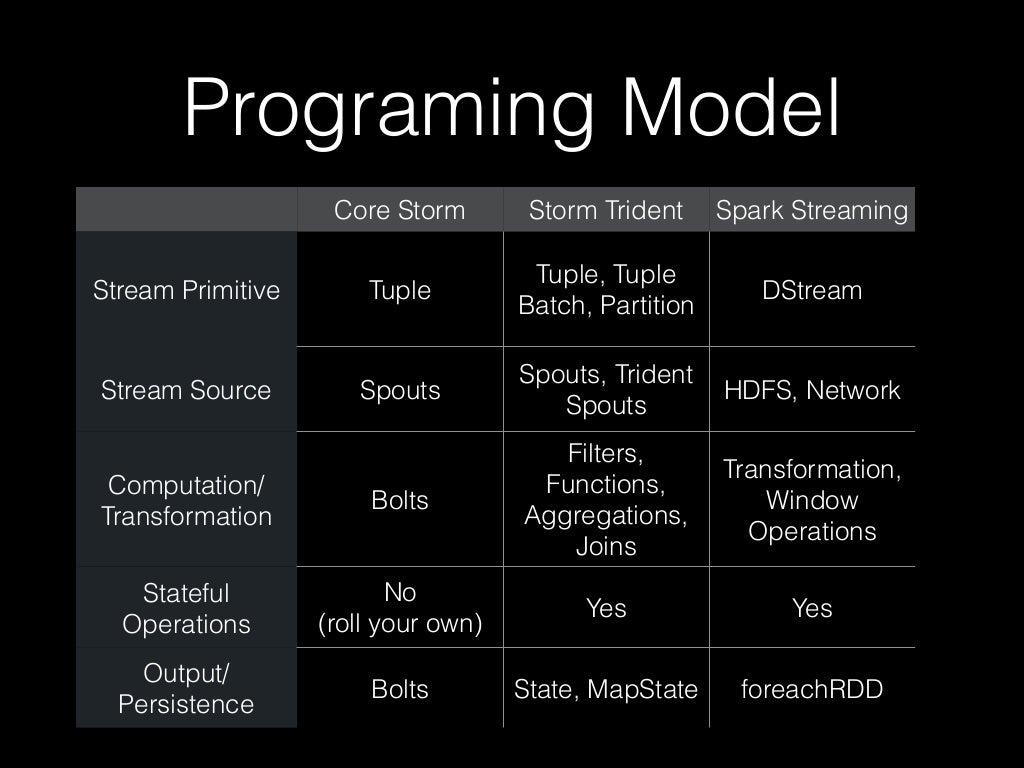 Programing Model
Core Storm Storm Trident Spark Streaming
Stream Primitive
Tuple
Tuple, Tuple
Batch, Partition
DStream
Stream Source
Spouts
Spouts, Trident
Spouts
HDFS, Network
Computation/
Transformation
Bolts
Filters,
Functions,
Aggregations,
Joins
Transformation,
Window
Operations
Stateful
Operations
No
(roll your own)
Yes
Yes
Output/
Persistence
Bolts
State, MapState
foreachRDD